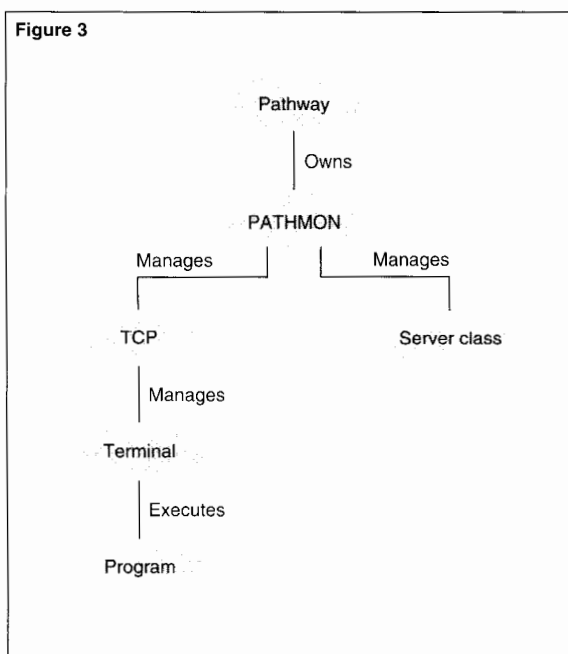 Figure 3
Pathway
Owns
PATHMON
Manages
Manages
TCP
Server class
Manages
Terminal
Executes
Program